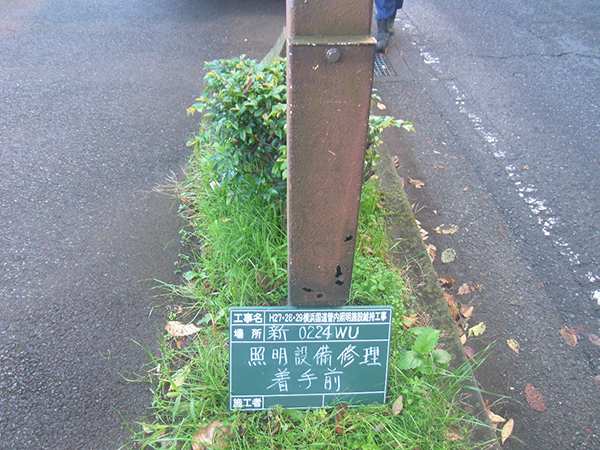 工事名 H27・28・29横浜国道管内照明施設維持工事
場所 新 0224WU
照明設備修理
着手前
施工者